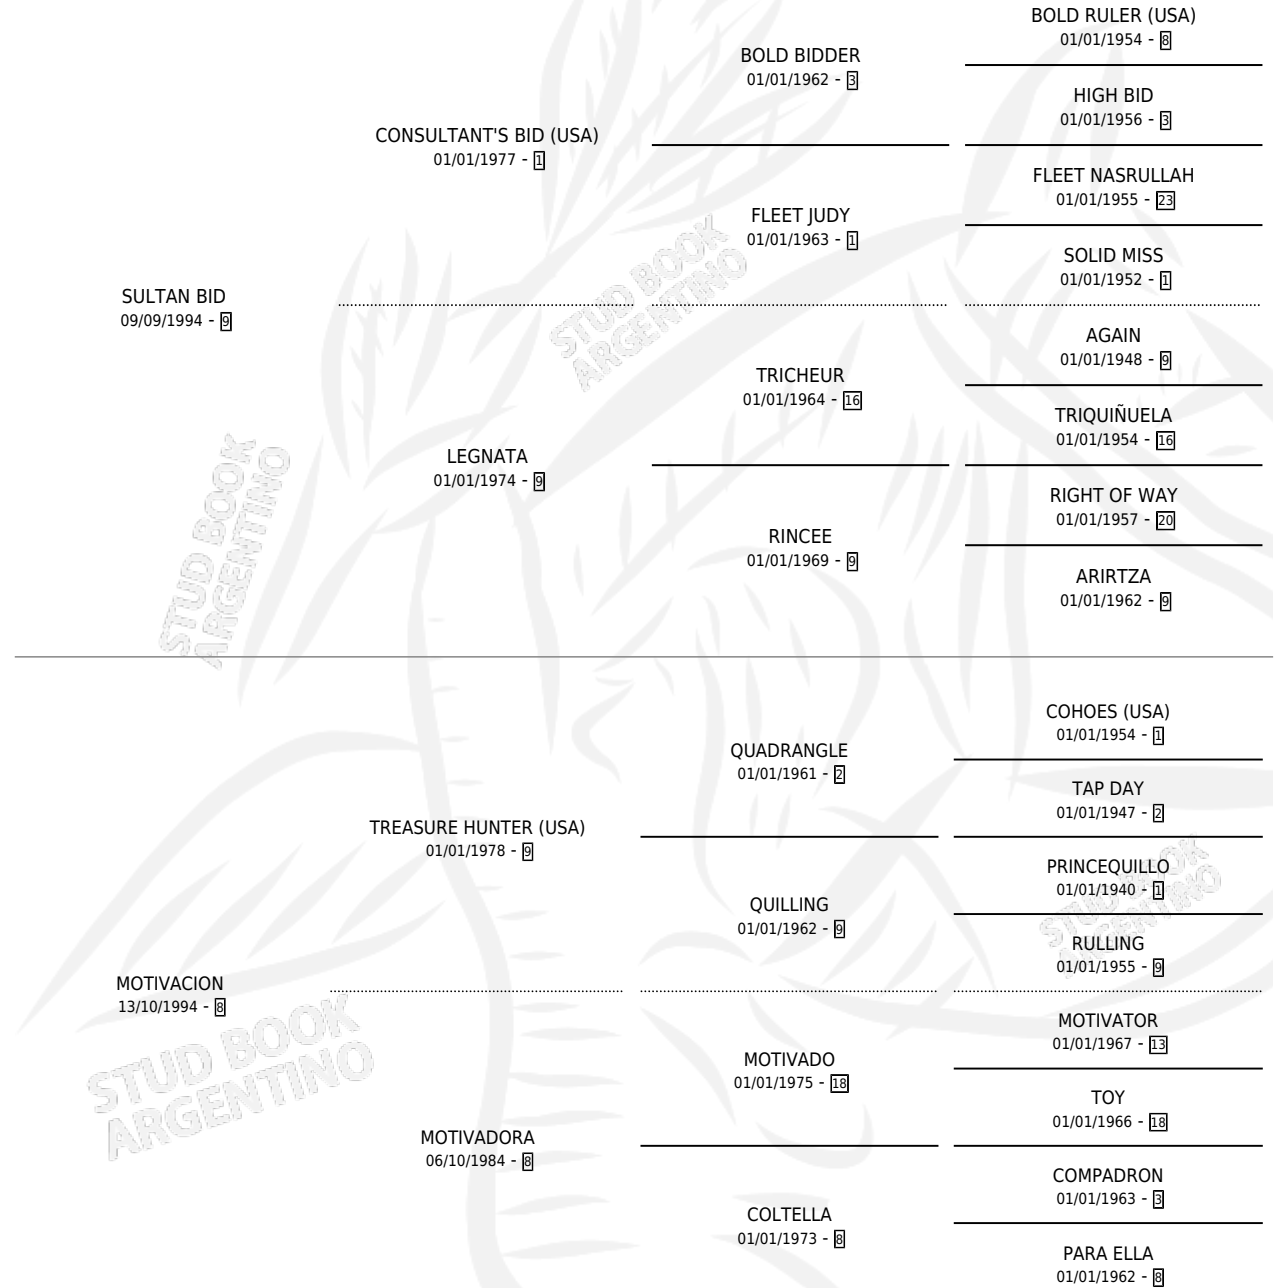 BOLD RULER (USA)
01/01/1954 - 8
BOLD BIDDER
01/01/1962 - 3
HIGH BID
01/01/1956 - 3
CONSULTANT'S BID (USA)
01/01/1977 - 1
FLEET NASRULLAH
01/01/1955 - 23
FLEET JUDY
01/01/1963 - 1
SOLID MISS
01/01/1952 - 1
SULTAN BID
09/09/1994 - 9
AGAIN
01/01/1948 - 9
TRICHEUR
01/01/1964 - 16
TRIQUIÑUELA
01/01/1954 - 16
LEGNATA
01/01/1974 - 9
RIGHT OF WAY
01/01/1957 - 20
RINCEE
01/01/1969 - 9
ARIRTZA
01/01/1962 - 9
STUD BOOK
ARGENTINO
STUD BOOK
ARGENTINO
COHOES (USA)
01/01/1954 - 1
QUADRANGLE
01/01/1961 - 2
TAP DAY
01/01/1947 - 2
TREASURE HUNTER (USA)
01/01/1978 - 9
PRINCEQUILLO
01/01/1940 - 1
QUILLING
01/01/1962 - 9
RULLING
01/01/1955 - 9
MOTIVACION
13/10/1994 - 8
MOTIVATOR
01/01/1967 - 13
MOTIVADO
01/01/1975 - 18
TOY
01/01/1966 - 18
MOTIVADORA
06/10/1984 - 8
COMPADRON
01/01/1963 - 3
COLTELLA
01/01/1973 - 8
PARA ELLA
01/01/1962 - 8
STUD BOOK
ARGENTINO
STUD BOOK
ARGENTINO